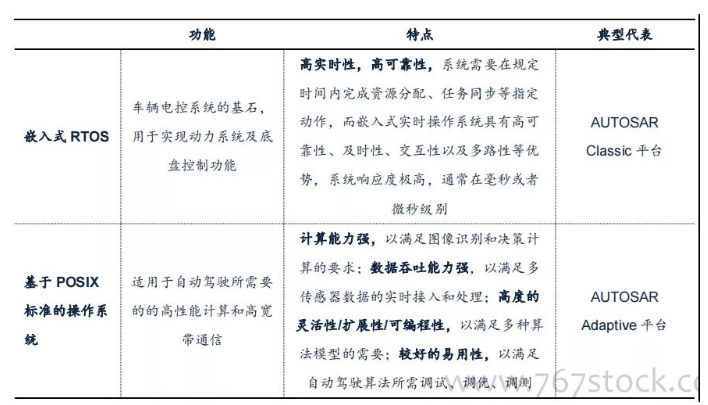 功能 特点 典型代表
嵌入式 RTOS
车辆电控系统的基石，
用于实现动力系统及底
盘控制功能
高实时性，高可靠性，系统需要在规定
时间内完成资源分配、任务同步等指定
动作，而嵌入式实时操作系统具有高可
靠性、及时性、交互性以及多路性等优
势，系统响应度极高，通常在毫秒或者
微秒级别
AUTOSAR
Classic 平台
基于 POSIX
标准的操作系
统
适用于自动驾驶所需要
的的高性能计算和高宽
带通信
计算能力强，以满足图像识别和决策计
算的要求；数据吞吐能力强，以满足多
传感器数据的实时接入和处理；高度的
灵活性/扩展性/可编程性，以满足多种算
法模型的需要；较好的易用性，以满足
自动驾驶算法所需调试、调优、调测
AUTOSAR
Adaptive 平台
www.767stock.com